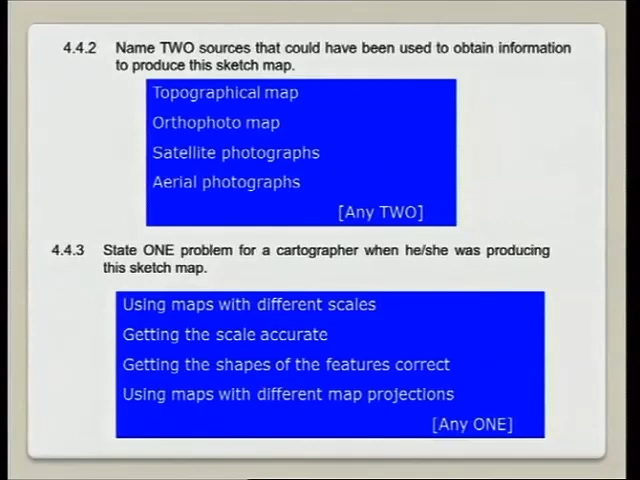 4.4.2 Name TWO sources that could have been used to obtain information
to produce this sketch map.
Topographical map
Orthophoto map
Satellite photographs
Aerial photographs
[Any TWO]
4.4.3 State ONE problem for a cartographer when he/she was producing
this sketch map.
Using maps with different scales
Getting the scale accurate
Getting the shapes of the features correct
Using maps with different map projections
[Any ONE]